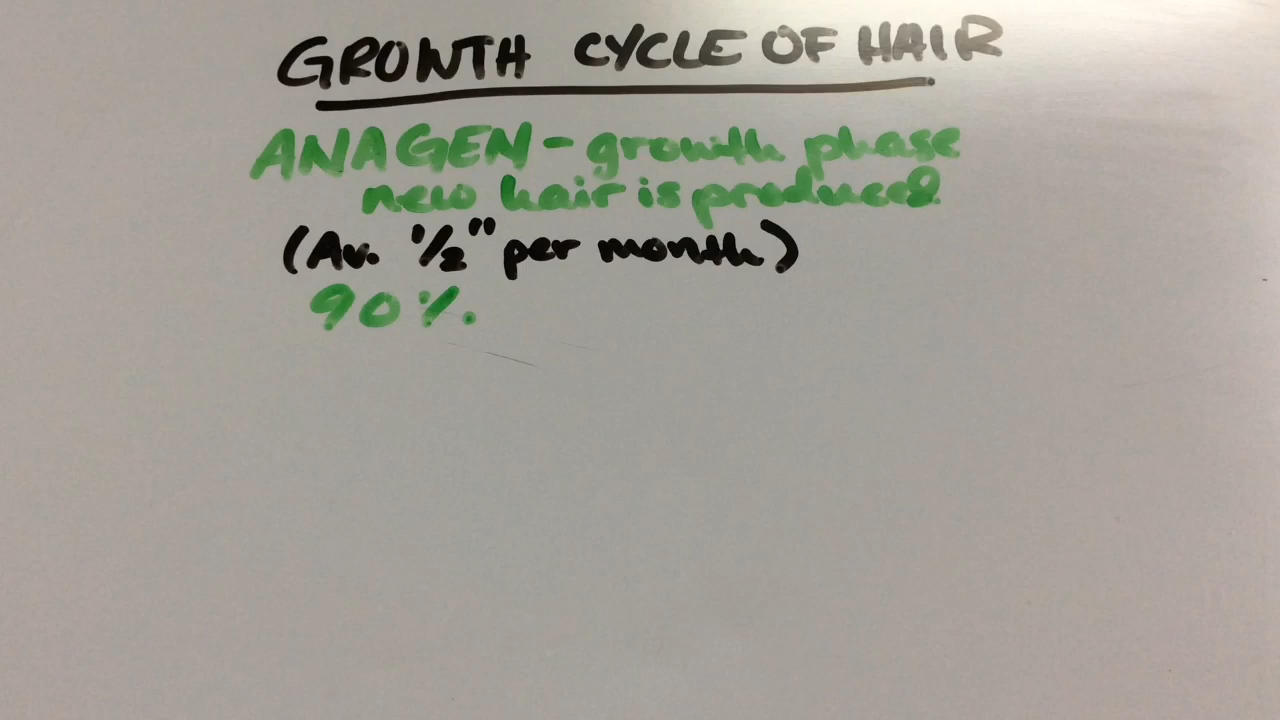 GROWTH CYCLE OF HAIR
ANAGEN - growth phase
new hair is produced
(Av. 1/2" per month)
90%